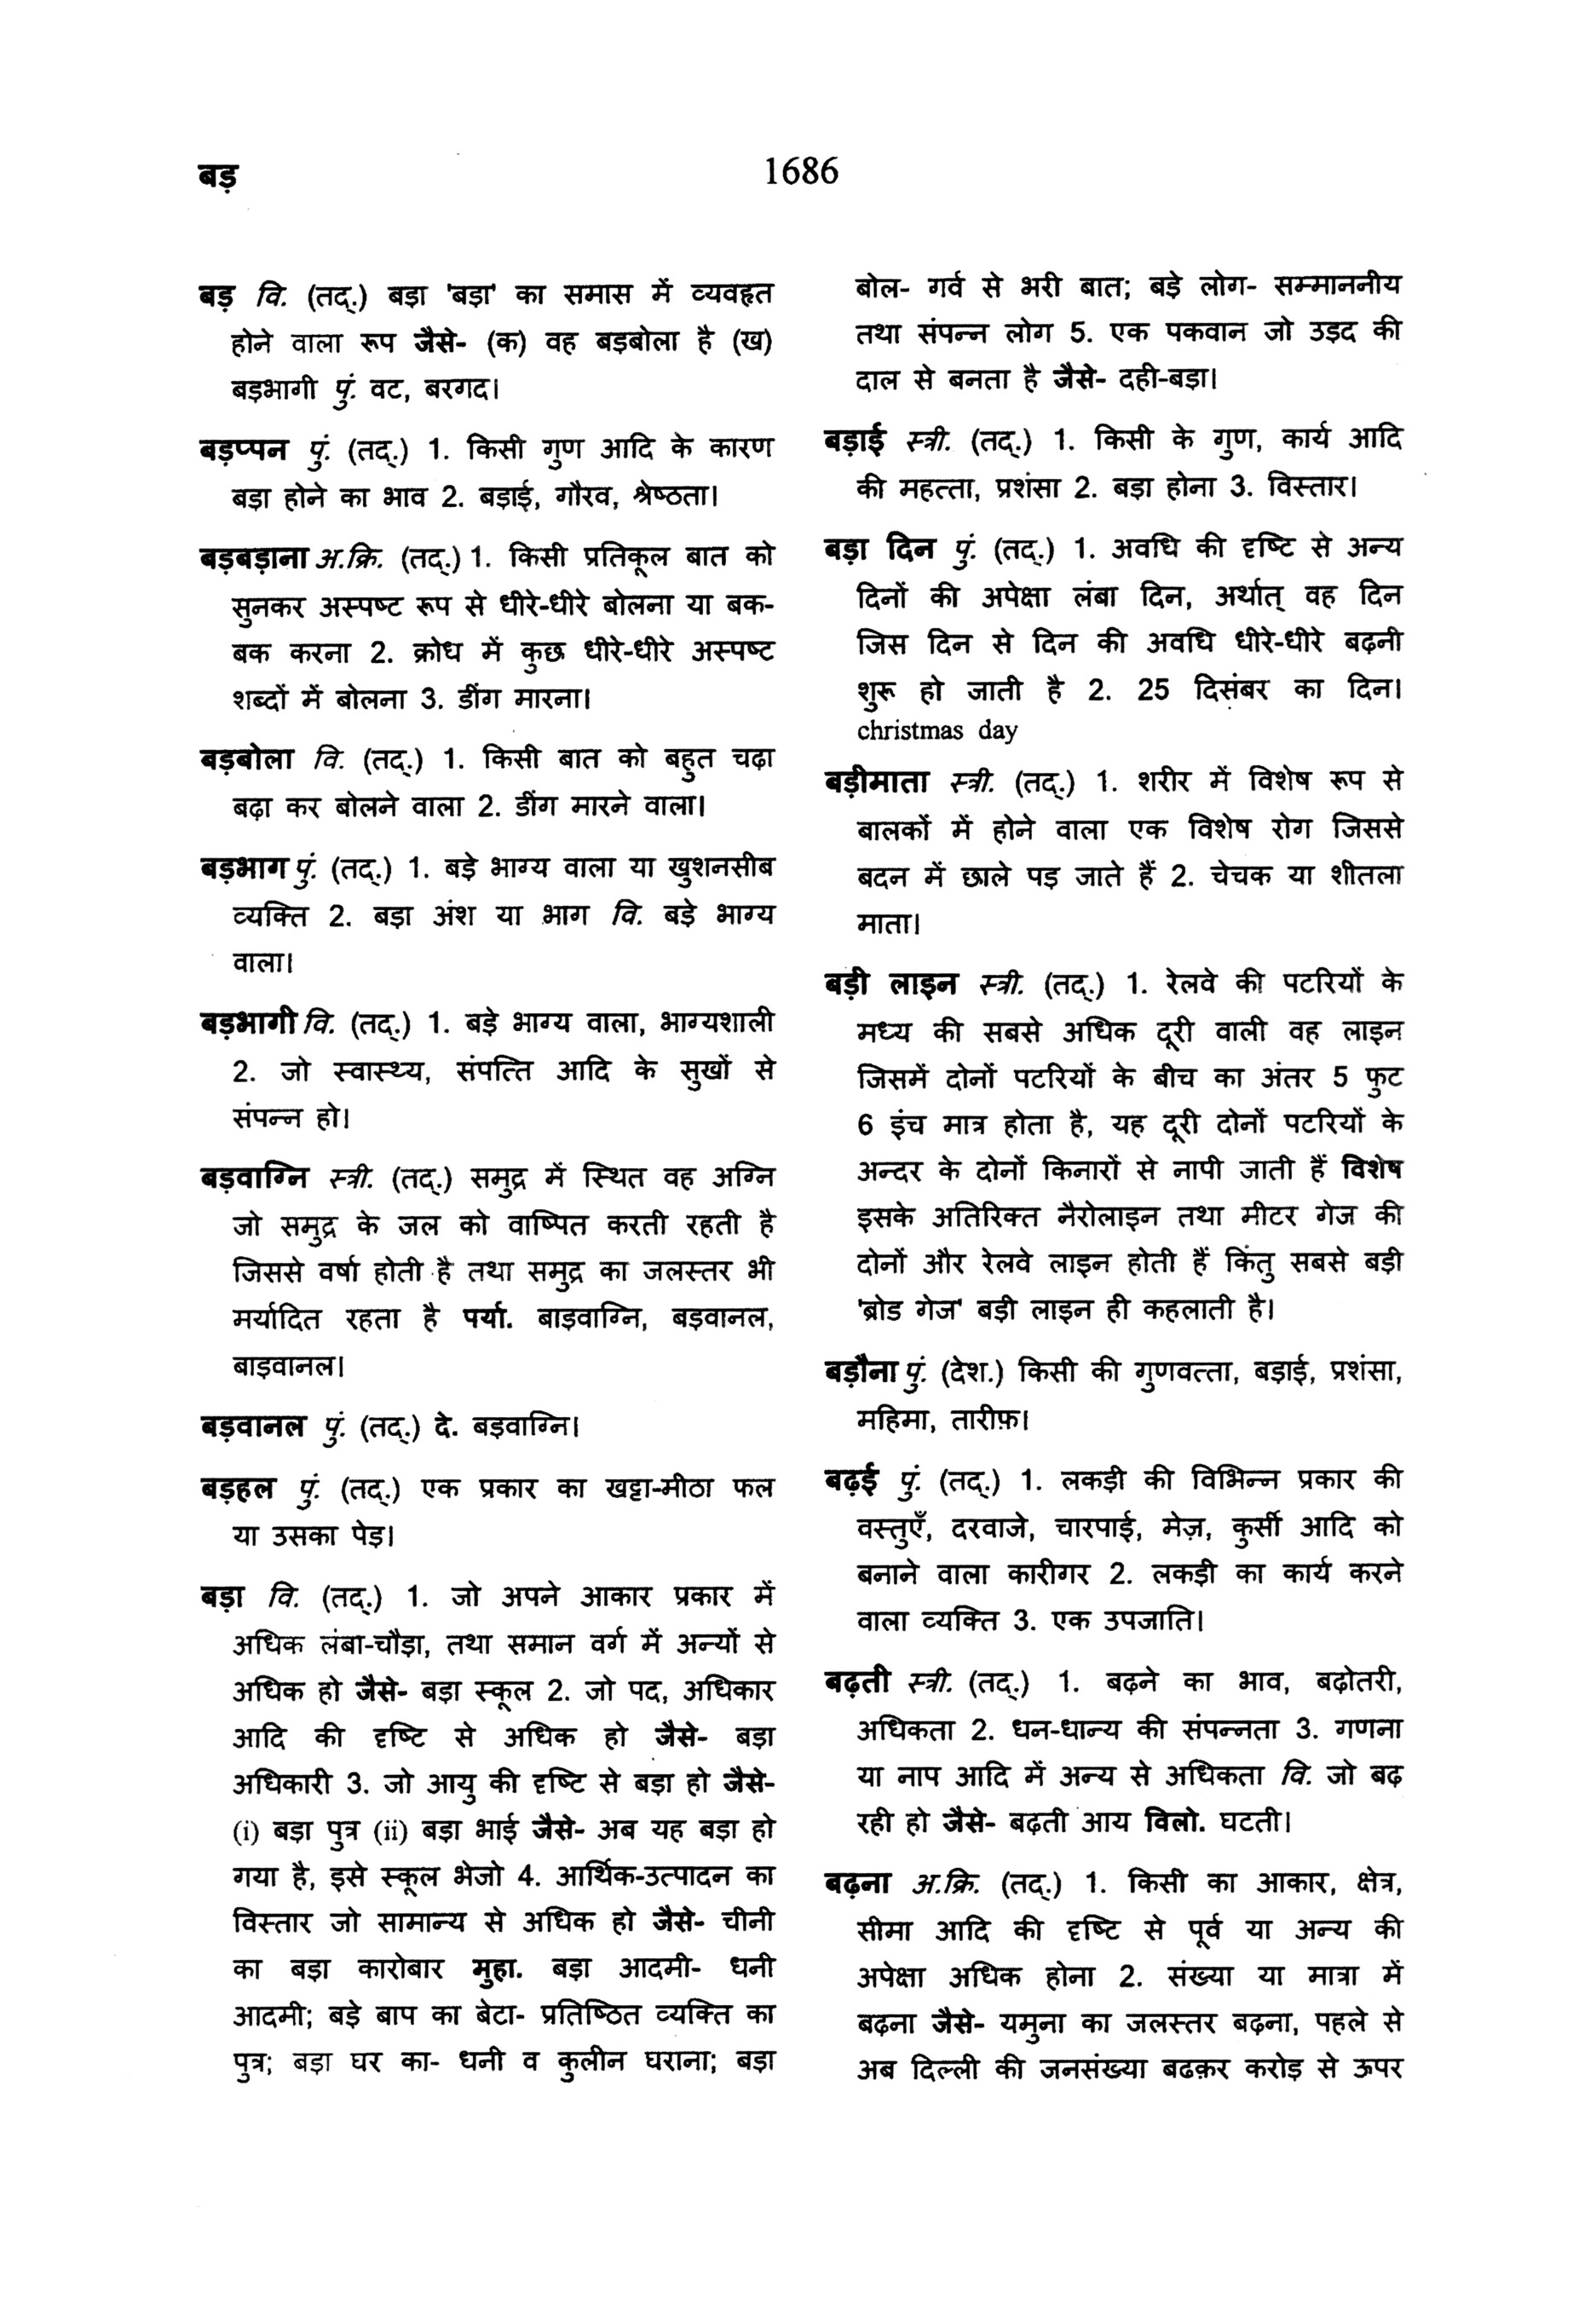 बड़
1686
बड़ वि. (तद्.) बड़ा 'बड़ा' का समास में व्यवहृत
होने वाला रूप जैसे- (क) वह बड़बोला है (ख)
बड़भागी पुं. वट, बरगद।
बड़प्पन पुं. (तद्.) 1. किसी गुण आदि के कारण
बड़ा होने का भाव 2. बड़ाई, गौरव, श्रेष्ठता।
बड़बड़ाना अ.क्रि. (तद्.) 1. किसी प्रतिकूल बात को
सुनकर अस्पष्ट रूप से धीरे-धीरे बोलना या बक-
बक करना 2. क्रोध में कुछ धीरे-धीरे अस्पष्ट
शब्दों में बोलना 3. डींग मारना।
बड़बोला वि. (तद्.) 1. किसी बात को बहुत चढ़ा
बढ़ा कर बोलने वाला 2. डींग मारने वाला।
बड़भाग पुं. (तद्.) 1. बड़े भाग्य वाला या खुशनसीब
व्यक्ति 2. बड़ा अंश या भाग वि. बड़े भाग्य
वाला।
बड़भागी वि. (तद्.) 1. बड़े भाग्य वाला, भाग्यशाली
2. जो स्वास्थ्य, संपत्ति आदि के सुखों से
संपन्न हो।
बड़वाग्नि स्त्री. (तद्.) समुद्र में स्थित वह अग्नि
जो समुद्र के जल को वाष्पित करती रहती है
जिससे वर्षा होती है तथा समुद्र का जलस्तर भी
मर्यादित रहता है पर्या. बाड़वाग्नि, बड़वानल,
बाड़वानल।
बड़वानल पुं. (तद्.) दे. बड़वाग्नि।
बड़हल पुं. (तद्.) एक प्रकार का खट्टा-मीठा फल
या उसका पेड़।
बड़ा वि. (तद्.) 1. जो अपने आकार प्रकार में
अधिक लंबा-चौड़ा, तथा समान वर्ग में अन्यों से
अधिक हो जैसे- बड़ा स्कूल 2. जो पद, अधिकार
आदि की दृष्टि से अधिक हो जैसे- बड़ा
अधिकारी 3. जो आयु की दृष्टि से बड़ा हो जैसे-
(i) बड़ा पुत्र (ii) बड़ा भाई जैसे- अब यह बड़ा हो
गया है, इसे स्कूल भेजो 4. आर्थिक-उत्पादन का
विस्तार जो सामान्य से अधिक हो जैसे- चीनी
का बड़ा कारोबार मुहा. बड़ा आदमी- धनी
आदमी; बड़े बाप का बेटा- प्रतिष्ठित व्यक्ति का
पुत्र; बड़ा घर का- धनी व कुलीन घराना; बड़ा
बोल- गर्व से भरी बात; बड़े लोग- सम्माननीय
तथा संपन्न लोग 5. एक पकवान जो उड़द की
दाल से बनता है जैसे- दही-बड़ा।
बड़ाई स्त्री. (तद्.) 1. किसी के गुण, कार्य आदि
की महत्ता, प्रशंसा 2. बड़ा होना 3. विस्तार।
बड़ा दिन पुं. (तद्.) 1. अवधि की दृष्टि से अन्य
दिनों की अपेक्षा लंबा दिन, अर्थात् वह दिन
जिस दिन से दिन की अवधि धीरे-धीरे बढ़नी
शुरू हो जाती है 2. 25 दिसंबर का दिन।
christmas day
बड़ीमाता स्त्री. (तद्.) 1. शरीर में विशेष रूप से
बालकों में होने वाला एक विशेष रोग जिससे
बदन में छाले पड़ जाते हैं 2. चेचक या शीतला
माता।
बड़ी लाइन स्त्री. (तद्.) 1. रेलवे की पटरियों के
मध्य की सबसे अधिक दूरी वाली वह लाइन
जिसमें दोनों पटरियों के बीच का अंतर 5 फुट
6 इंच मात्र होता है, यह दूरी दोनों पटरियों के
अन्दर के दोनों किनारों से नापी जाती हैं विशेष
इसके अतिरिक्त नैरोलाइन तथा मीटर गेज की
दोनों और रेलवे लाइन होती हैं किंतु सबसे बड़ी
'ब्रोड गेज' बड़ी लाइन ही कहलाती है।
बड़ौना पुं. (देश.) किसी की गुणवत्ता, बड़ाई, प्रशंसा,
महिमा, तारीफ़।
बढ़ई पुं. (तद्.) 1. लकड़ी की विभिन्न प्रकार की
वस्तुएँ, दरवाजे, चारपाई, मेज़, कुर्सी आदि को
बनाने वाला कारीगर 2. लकड़ी का कार्य करने
वाला व्यक्ति 3. एक उपजाति।
बढ़ती स्त्री. (तद्.) 1. बढ़ने का भाव, बढ़ोतरी,
अधिकता 2. धन-धान्य की संपन्नता 3. गणना
या नाप आदि में अन्य से अधिकता वि. जो बढ़
रही हो जैसे- बढ़ती आय विलो. घटती।
बढ़ना अ.क्रि. (तद्.) 1. किसी का आकार, क्षेत्र,
सीमा आदि की दृष्टि से पूर्व या अन्य की
अपेक्षा अधिक होना 2. संख्या या मात्रा में
बढ़ना जैसे- यमुना का जलस्तर बढ़ना, पहले से
अब दिल्ली की जनसंख्या बढक़र करोड़ से ऊपर